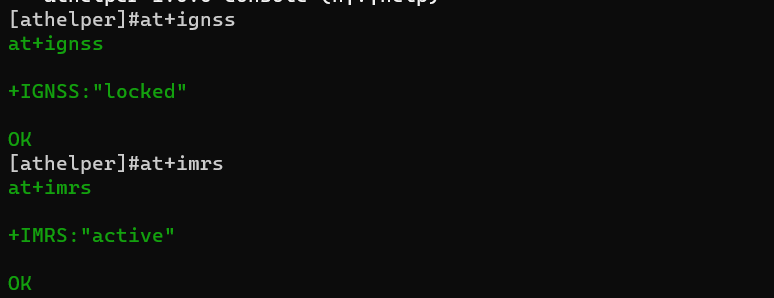 [athelper]#at+ignss
at+ignss
+IGNSS:"locked"
OK
[athelper]#at+imrs
at+imrs
+IMRS:"active"
OK